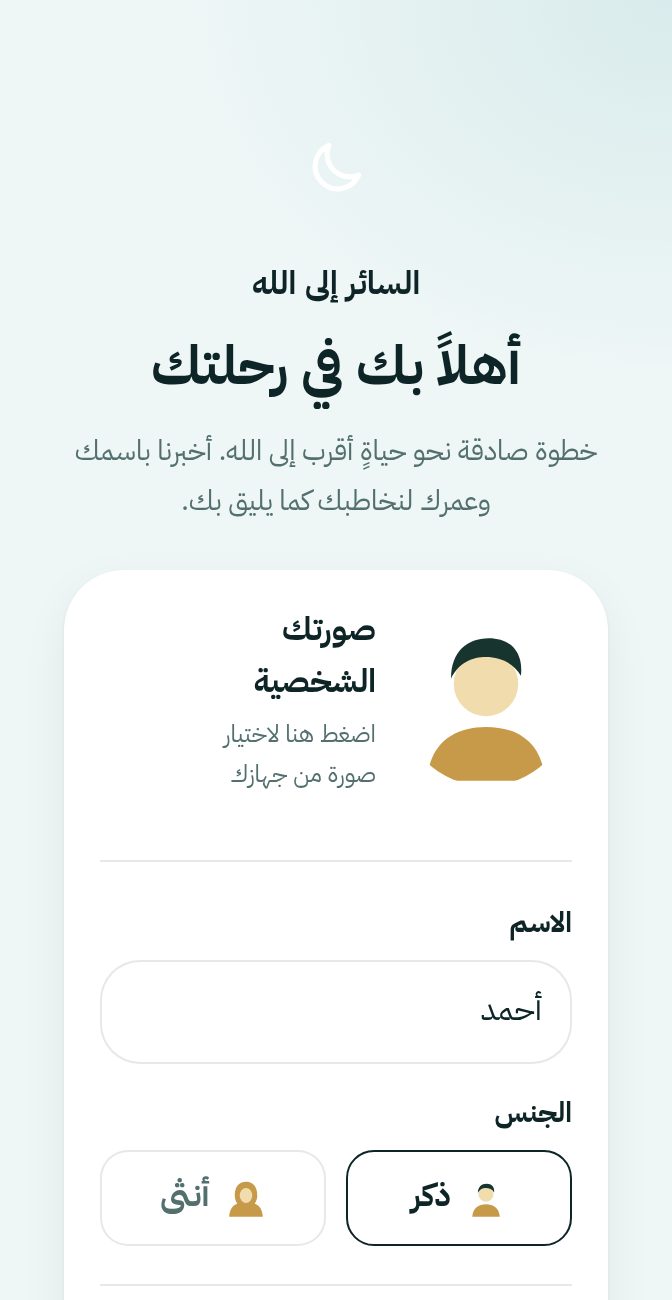 السائر إلى الله
أهلاً بك في رحلتك
خطوة صادقة نحو حياةٍ أقرب إلى الله. أخبرنا باسمك
وعمرك لنخاطبك كما يليق بك.
صورتك
الشخصية
اضغط هنا لاختيار
صورة من جهازك
الاسم
أحمد
الجنس
ذكر
أنثى